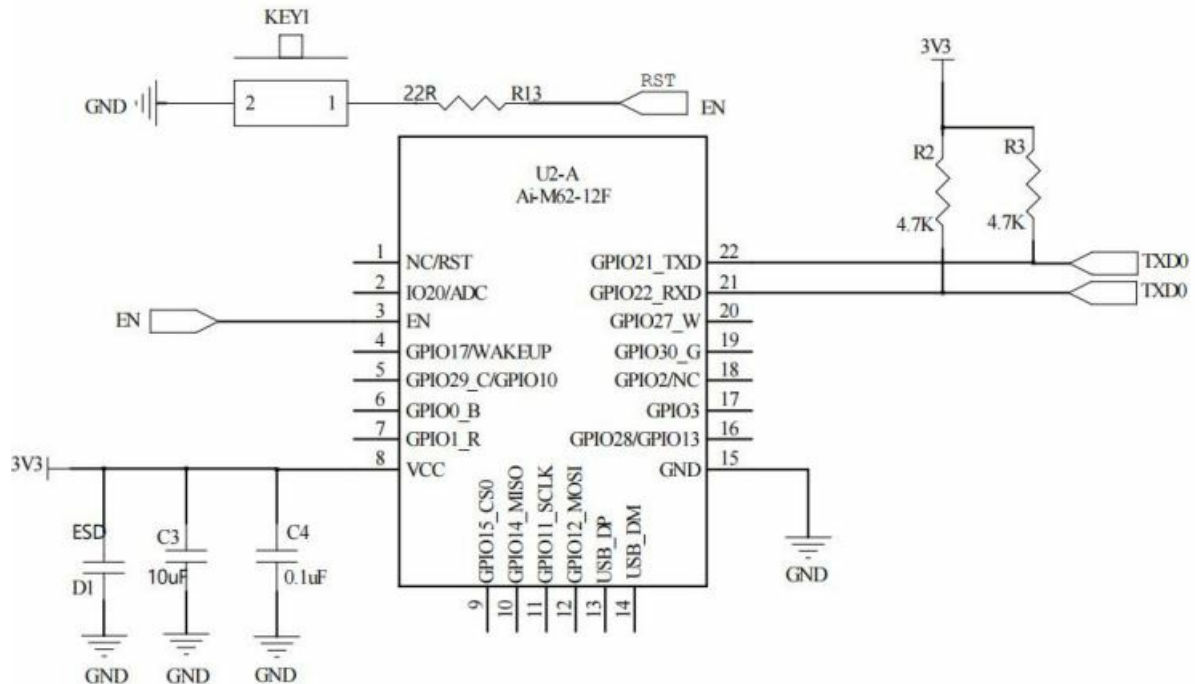 KEY1
GND
2 1
22R R13
RST
EN
3V3
R2 R3
4.7K 4.7K
U2-A
Ai-M62-12F
1 NC/RST
2 IO20/ADC
EN
3 EN
4 GPIO17/WAKEUP
5 GPIO29_C/GPIO10
6 GPIO0_B
7 GPIO1_R
3V3
8 VCC
GPIO21_TXD 22 TXD0
GPIO22_RXD 21 TXD0
GPIO27_W 20
GPIO30_G 19
GPIO2/NC 18
GPIO3 17
GPIO28/GPIO13 16
GND 15
GND
GPIO15_CS0 9
GPIO14_MISO 10
GPIO11_SCLK 11
GPIO12_MOSI 12
USB_DP 13
USB_DM 14
ESD
D1
C3
10uF
C4
0.1uF
GND GND GND